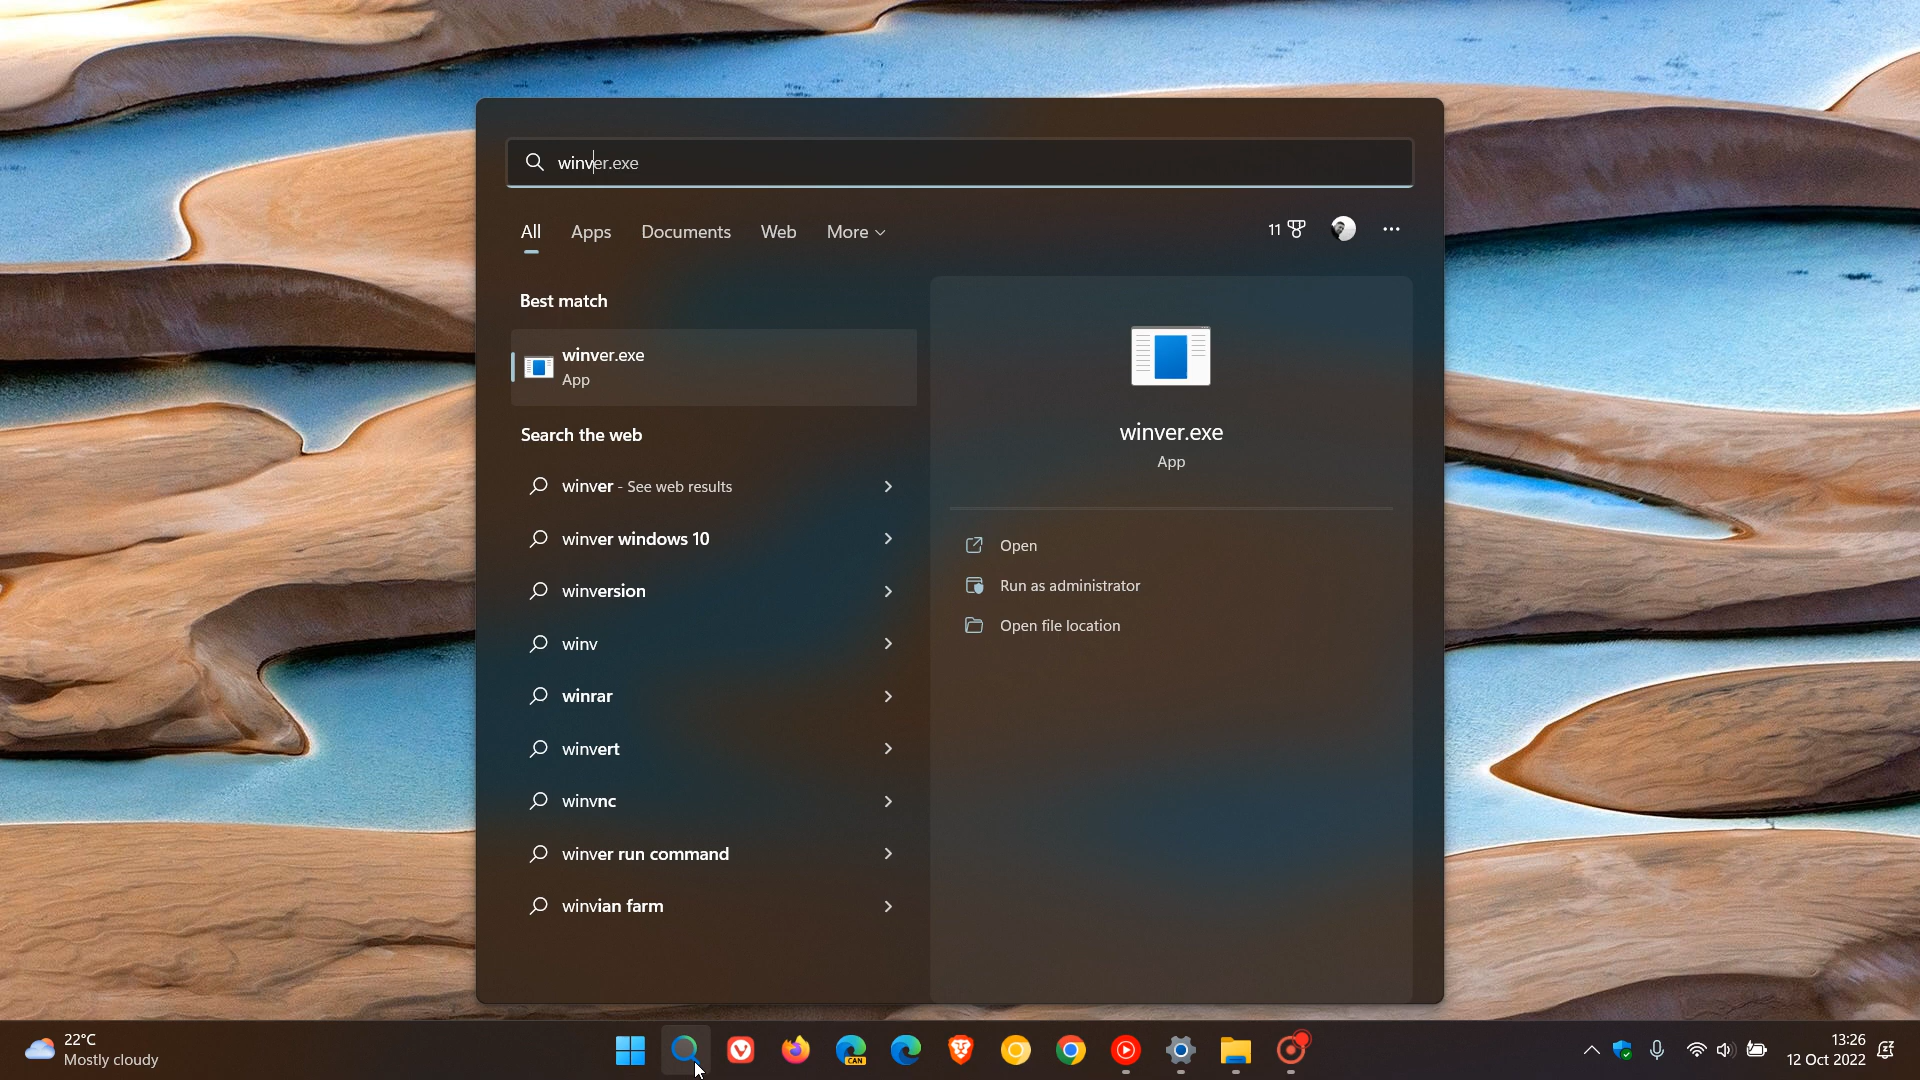 winver.exe
All Apps Documents Web More
11
Best match
winver.exe
App
Search the web
winver - See web results
winver windows 10
winversion
winv
winrar
winvert
winvnc
winver run command
winvian farm
winver.exe
App
Open
Run as administrator
Open file location
22°C
Mostly cloudy
CAN
13:26
12 Oct 2022